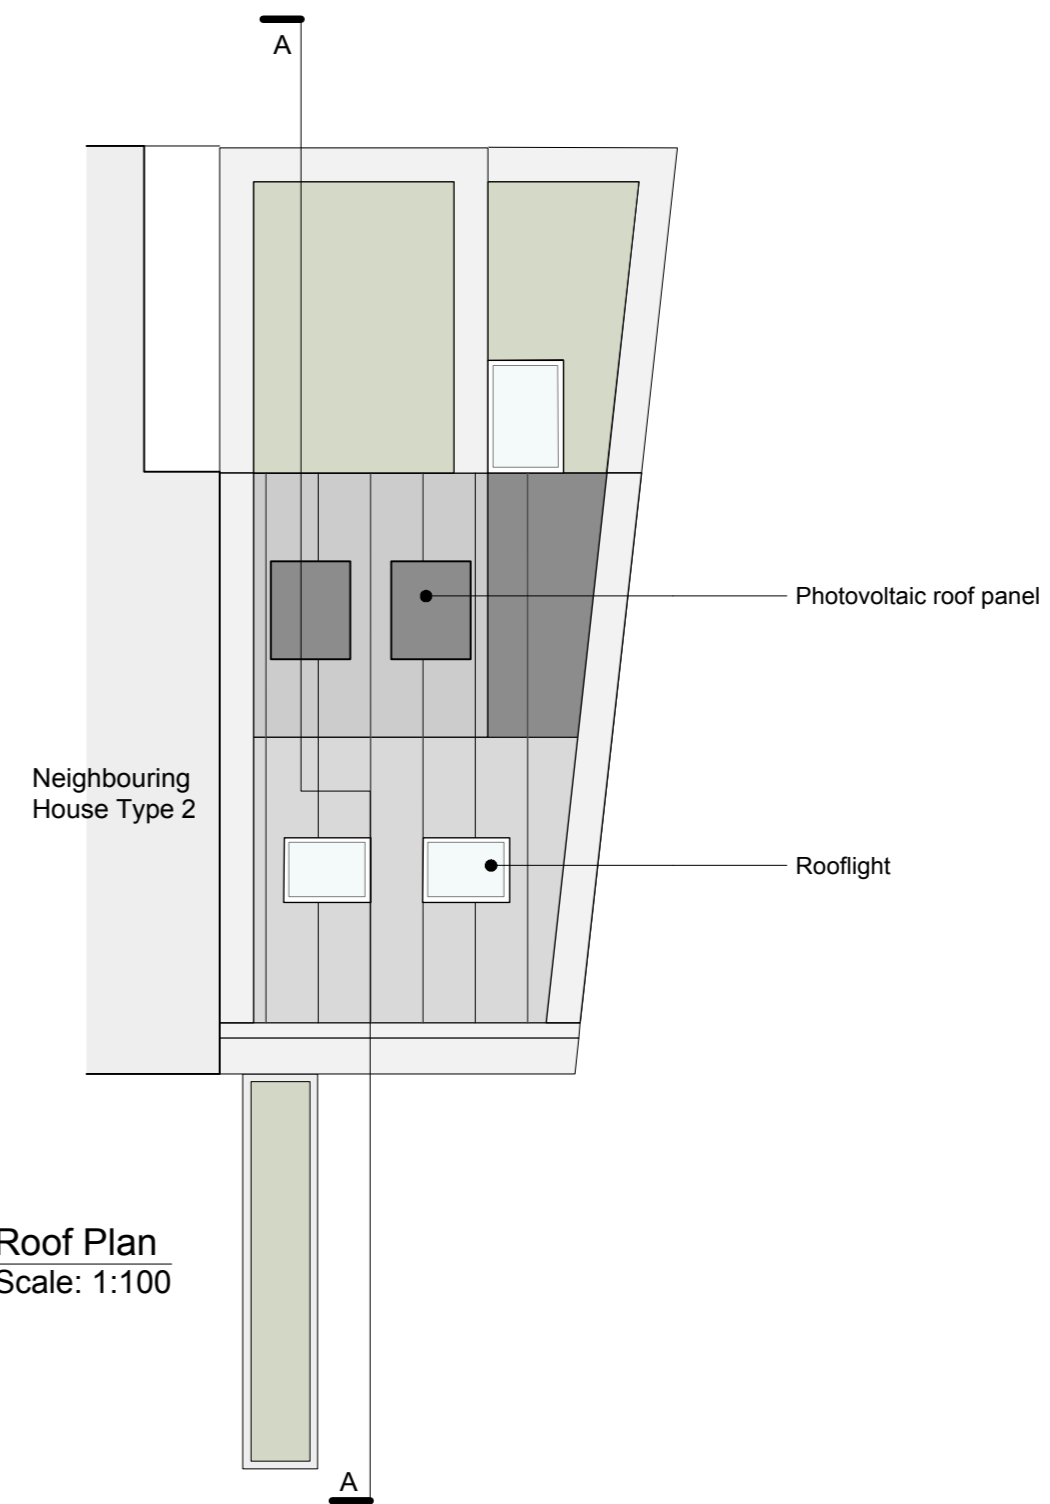 A
Photovoltaic roof panel
Neighbouring
House Type 2
Rooflight
Roof Plan
Scale: 1:100
A